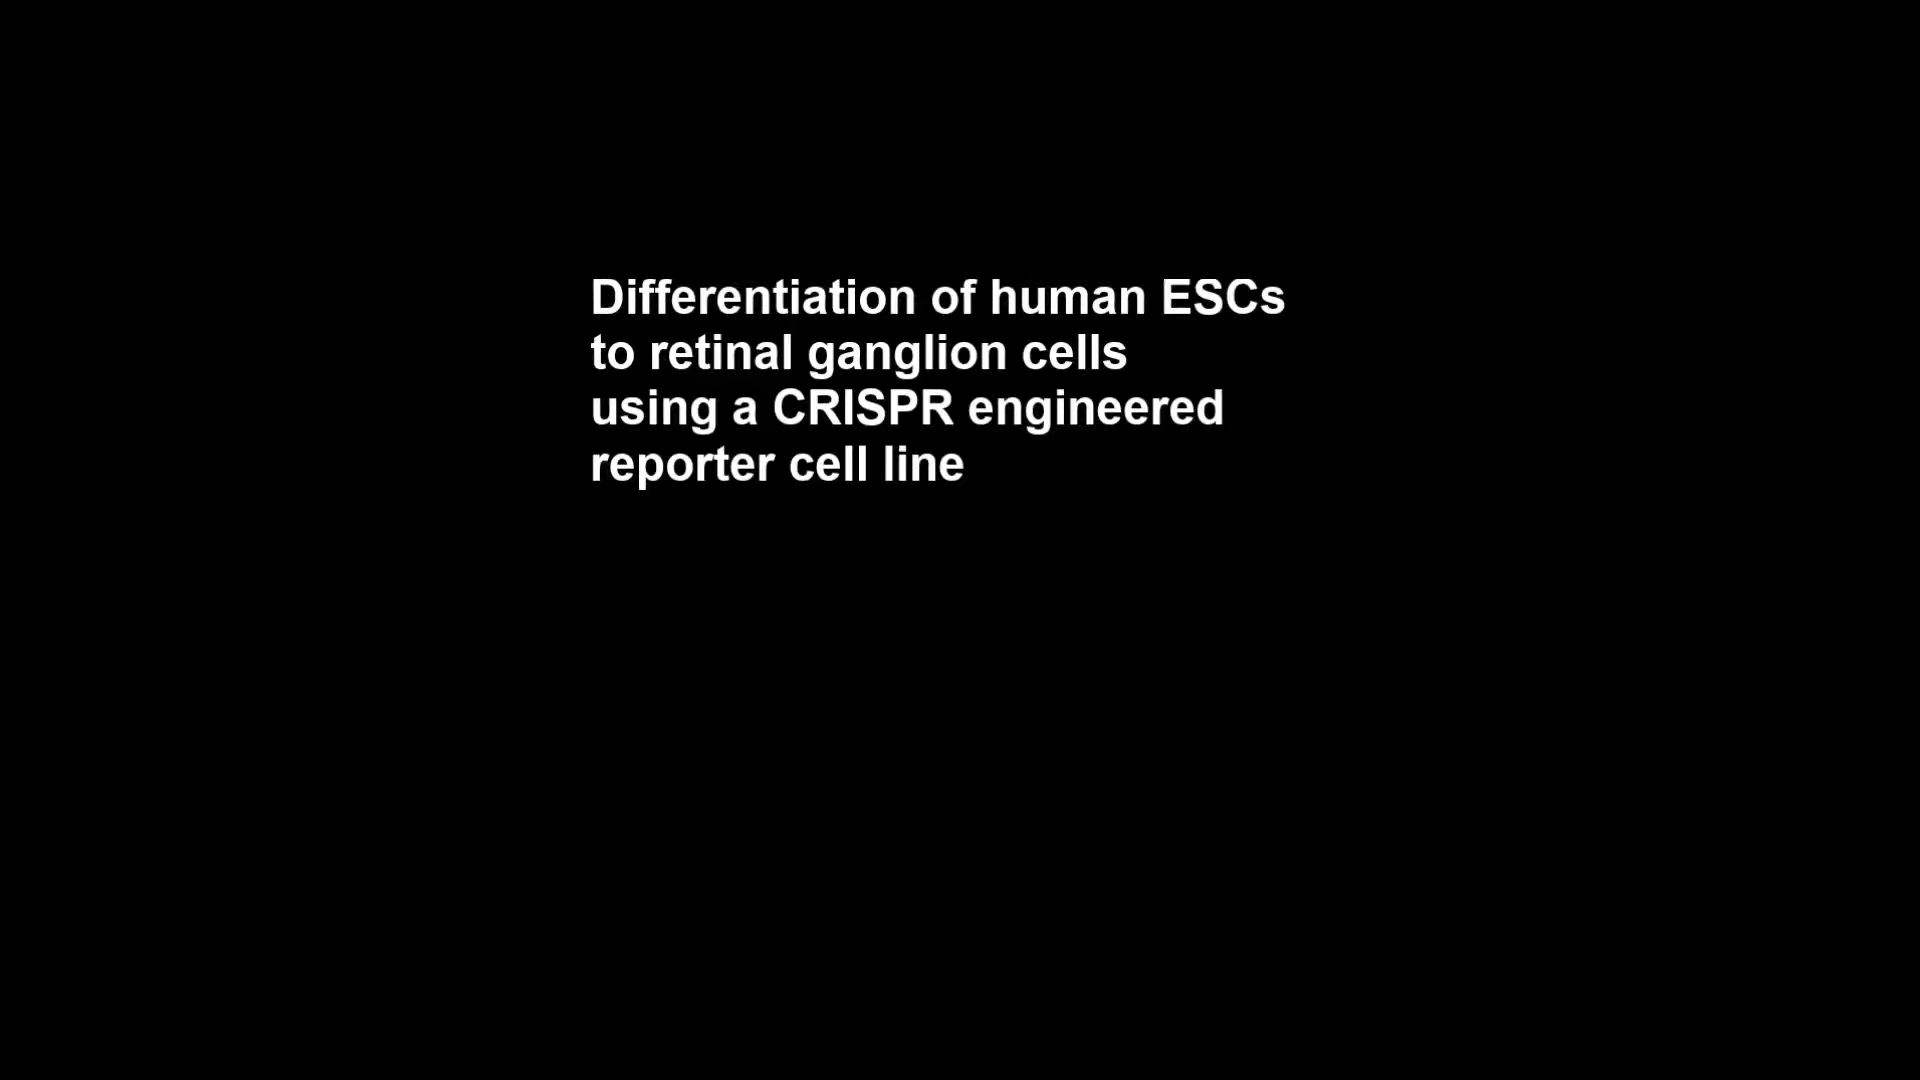 Differentiation of human ESCs
to retinal ganglion cells
using a CRISPR engineered
reporter cell line